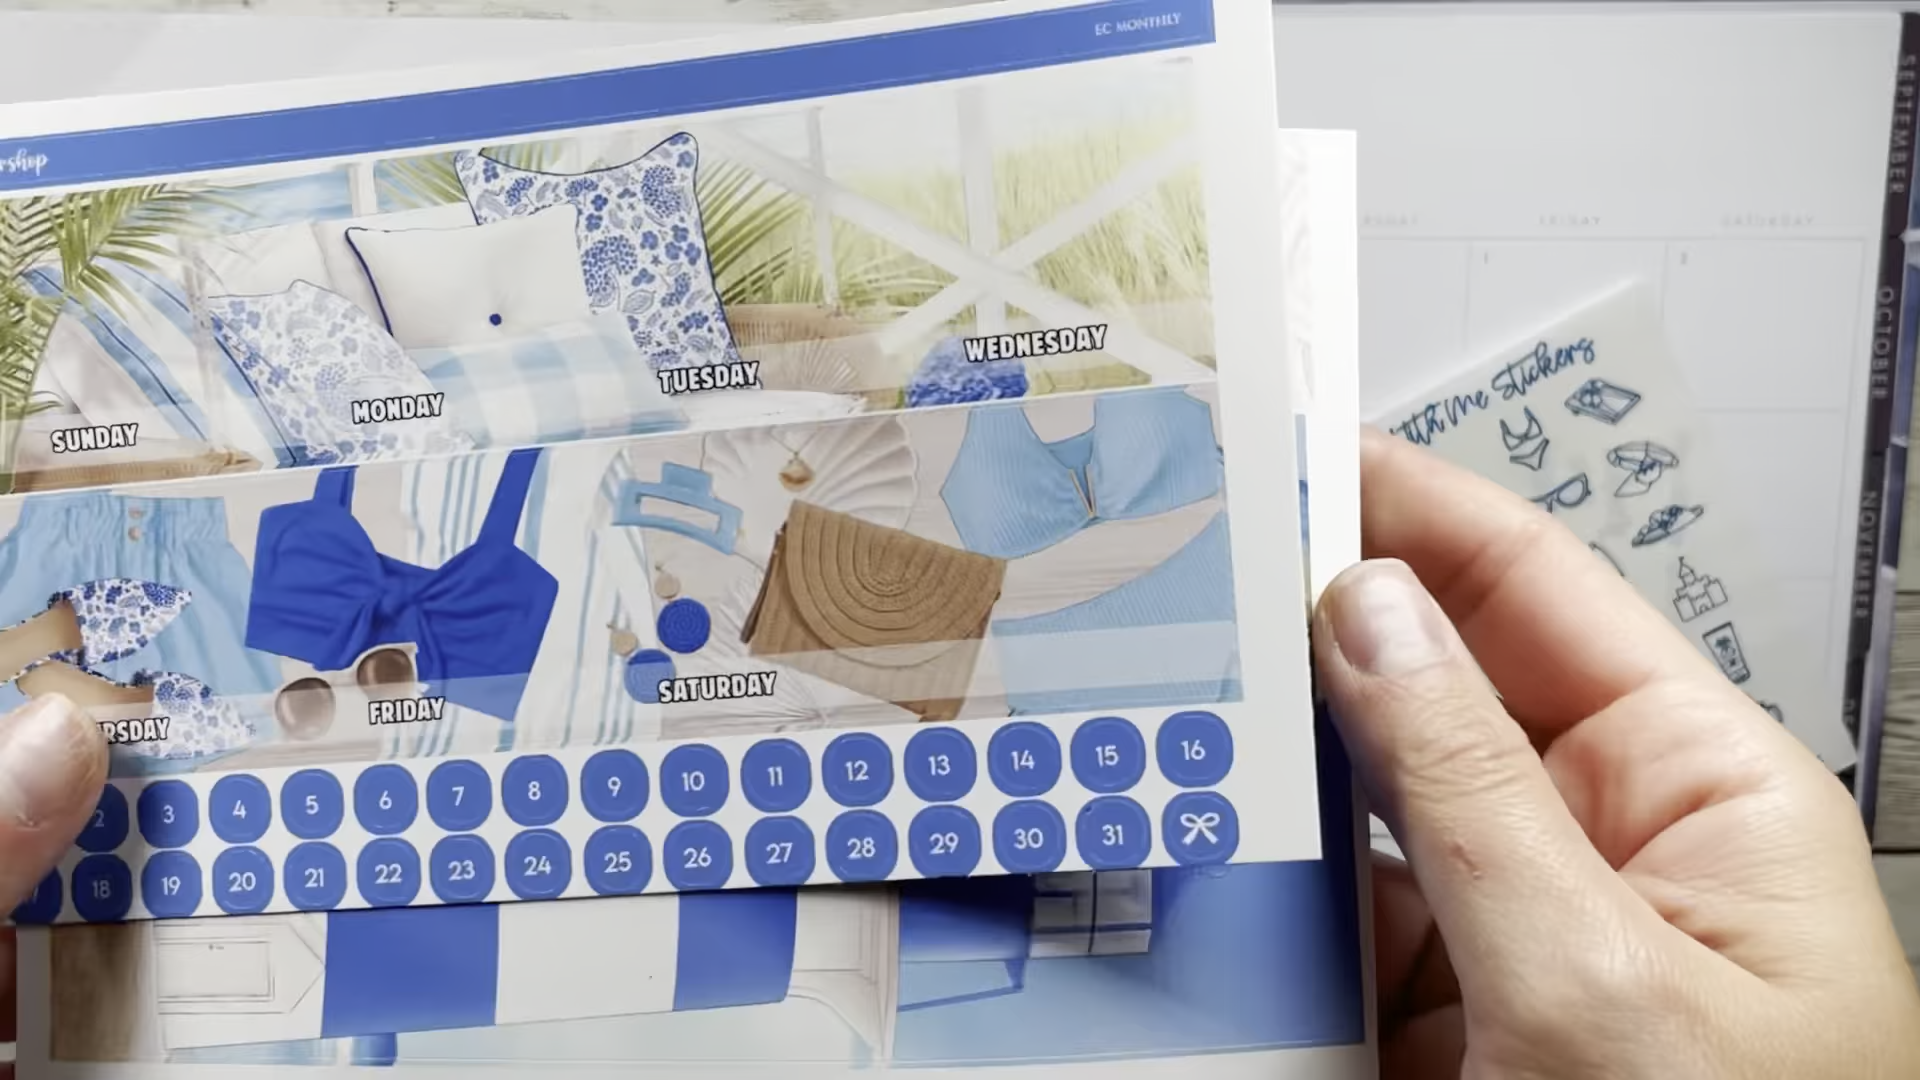 EC MONTHLY
SUNDAY
MONDAY
TUESDAY
WEDNESDAY
FRIDAY
SATURDAY
2 3 4 5 6 7 8 9 10 11 12 13 14 15 16
18 19 20 21 22 23 24 25 26 27 28 29 30 31
me stickers
FRIDAY
SATURDAY
SEPTEMBER
OCTOBER
NOVEMBER